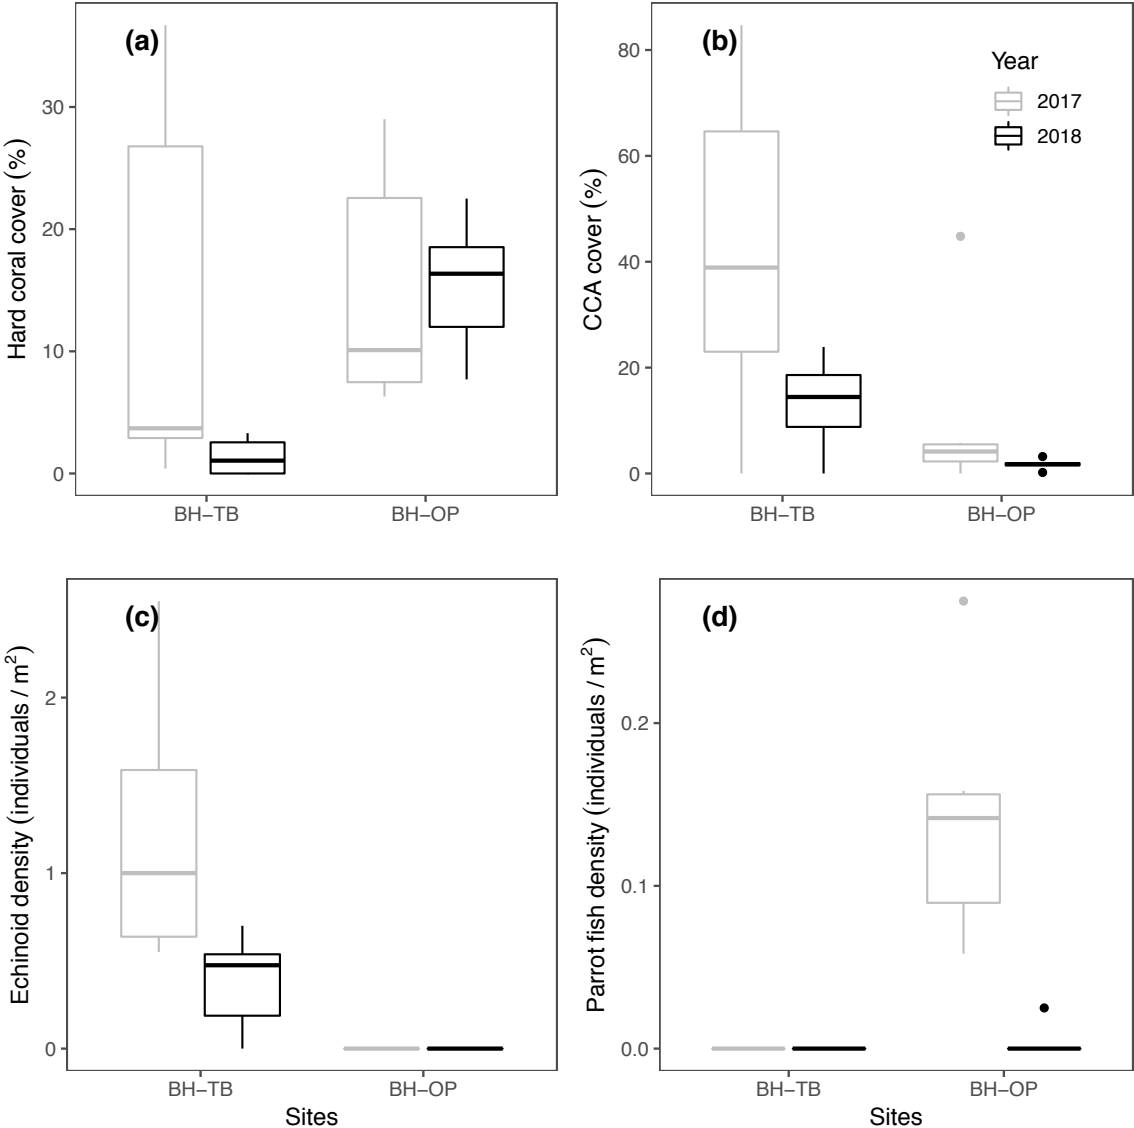 (a)
Hard coral cover (%)
30
20
10
0
BH−TB
BH−OP
(b)
CCA cover (%)
80
60
40
20
0
BH−TB
BH−OP
Year
2017
2018
(c)
Echinoid density (individuals / m²)
2
1
0
BH−TB
BH−OP
Sites
(d)
Parrot fish density (individuals / m²)
0.2
0.1
0.0
BH−TB
BH−OP
Sites